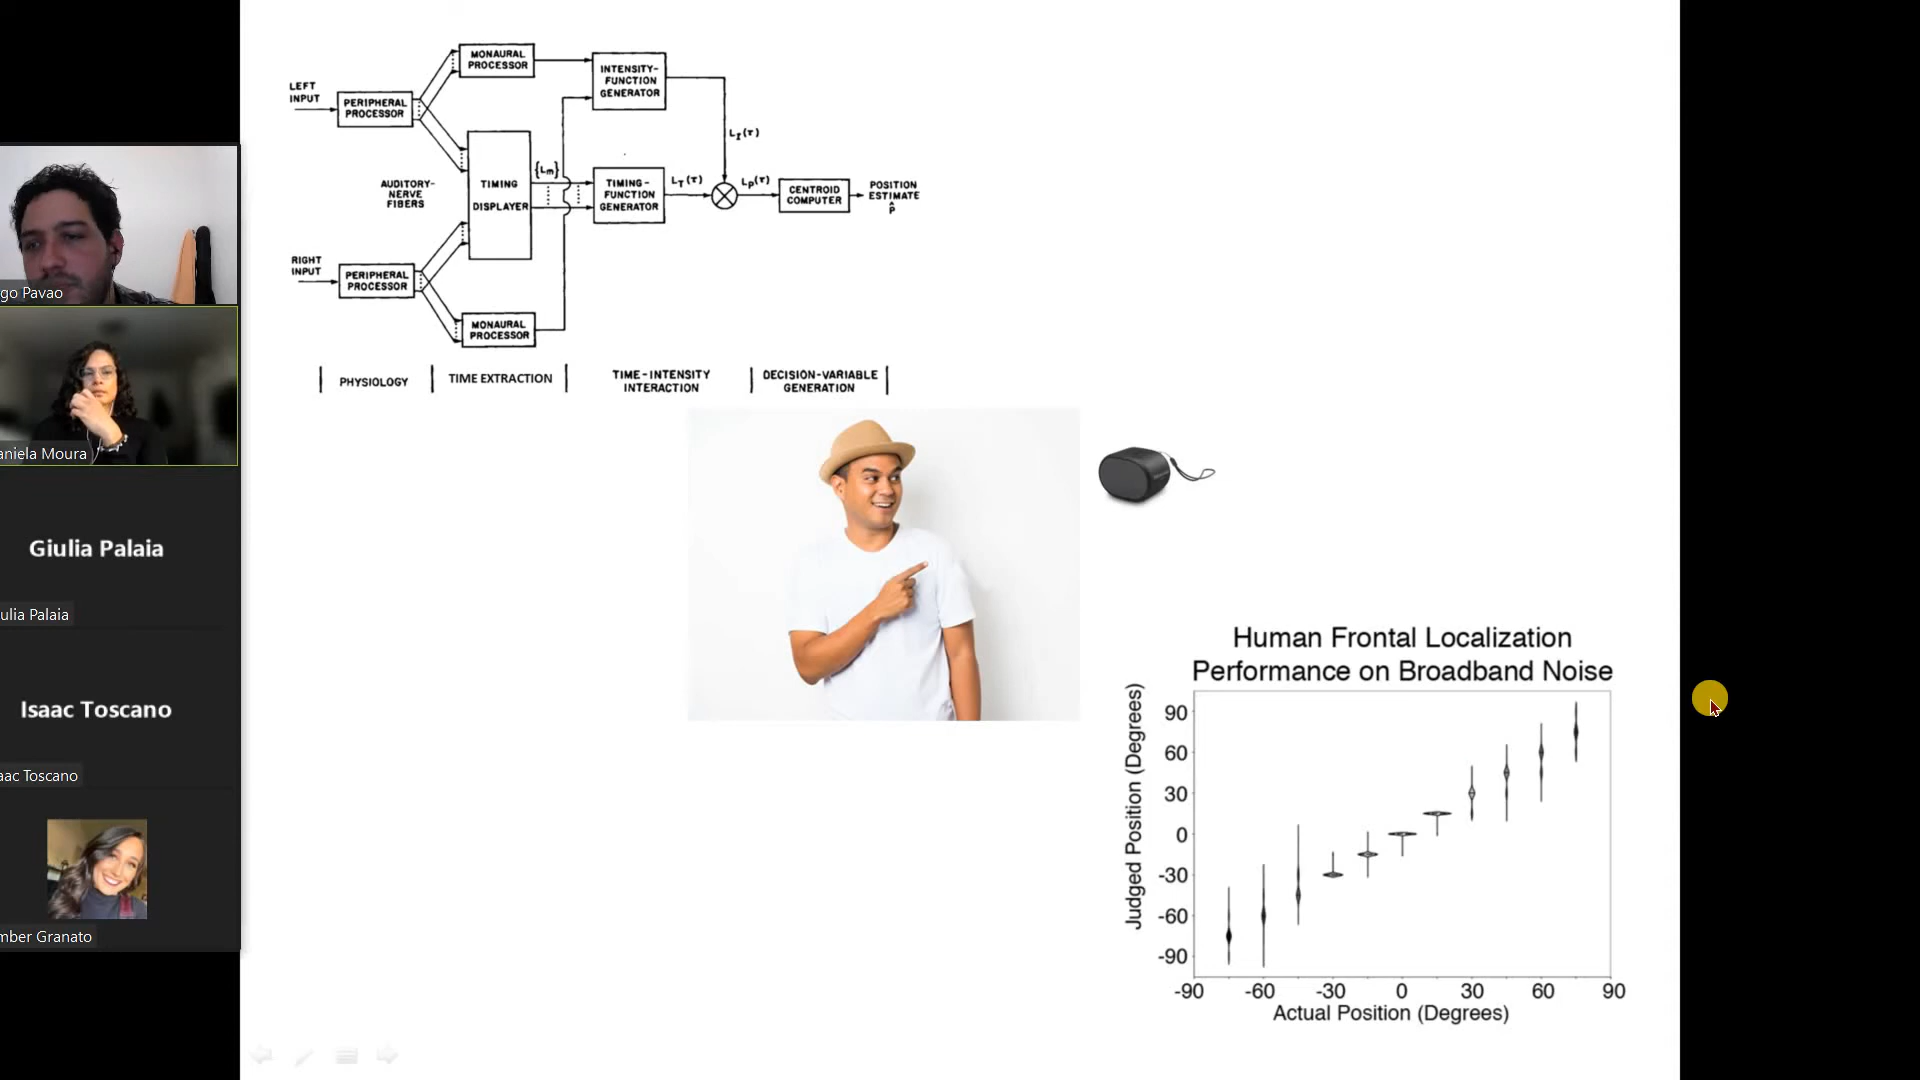 MONAURAL
PROCESSOR
LEFT
INPUT
PERIPHERAL
PROCESSOR
INTENSITY-
FUNCTION
GENERATOR
L_I(τ)
AUDITORY-
NERVE
FIBERS
TIMING
DISPLAYER
{L_m}
TIMING-
FUNCTION
GENERATOR
L_T(τ)
L_P(τ)
CENTROID
COMPUTER
POSITION
ESTIMATE
P̂
RIGHT
INPUT
PERIPHERAL
PROCESSOR
MONAURAL
PROCESSOR
PHYSIOLOGY
TIME EXTRACTION
TIME-INTENSITY
INTERACTION
DECISION-VARIABLE
GENERATION
go Pavao
aniela Moura
Giulia Palaia
ulia Palaia
Isaac Toscano
aac Toscano
mber Granato
Human Frontal Localization
Performance on Broadband Noise
Judged Position (Degrees)
90
60
30
0
-30
-60
-90
-90 -60 -30 0 30 60 90
Actual Position (Degrees)